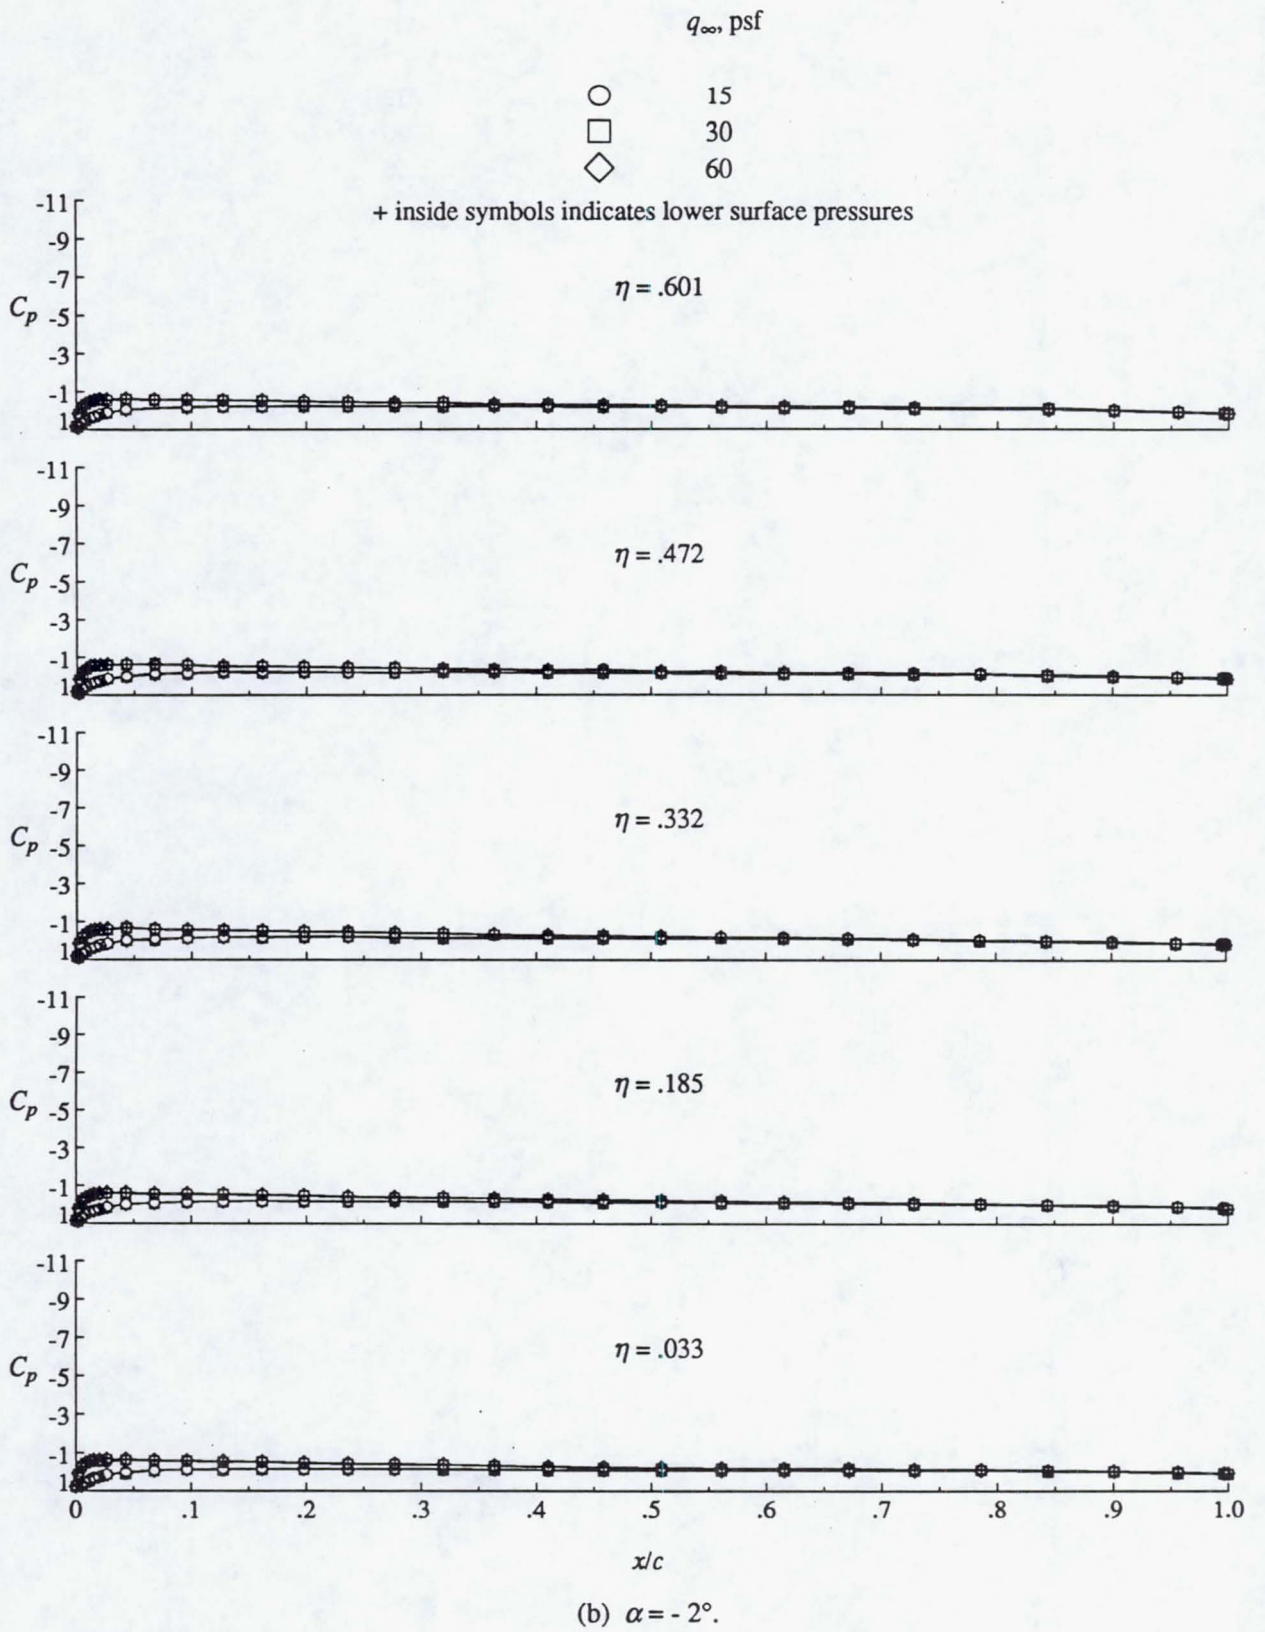 q∞, psf
15
30
60
+ inside symbols indicates lower surface pressures
-11
-9
-7
Cp -5
-3
-1
1
η = .601
-11
-9
-7
Cp -5
-3
-1
1
η = .472
-11
-9
-7
Cp -5
-3
-1
1
η = .332
-11
-9
-7
Cp -5
-3
-1
1
η = .185
-11
-9
-7
Cp -5
-3
-1
1
η = .033
0 .1 .2 .3 .4 .5 .6 .7 .8 .9 1.0
x/c
(b) α = - 2°.